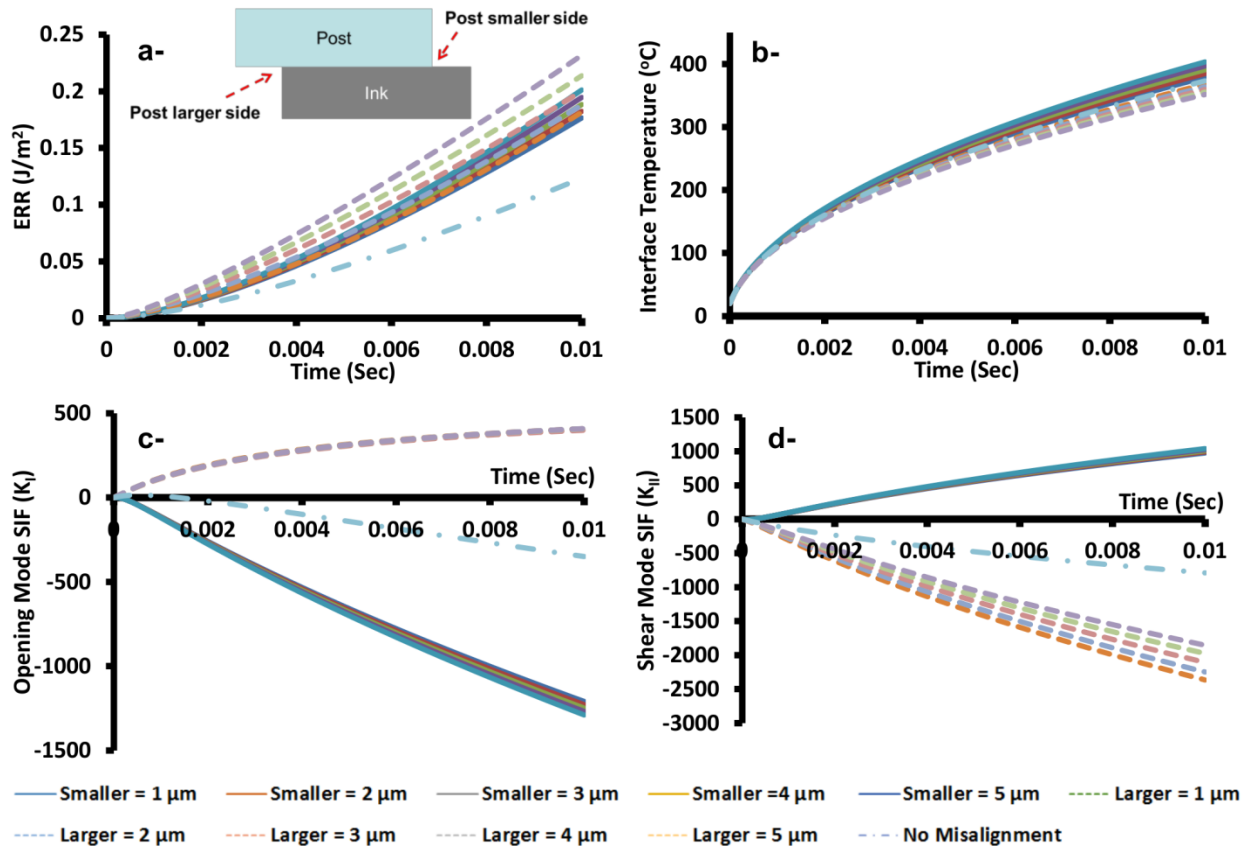 a-
Post smaller side
Post
Ink
Post larger side
ERR (J/m²)
0.25
0.2
0.15
0.1
0.05
0
0 0.002 0.004 0.006 0.008 0.01
Time (Sec)
b-
Interface Temperature (°C)
400
300
200
100
0
0 0.002 0.004 0.006 0.008 0.01
Time (Sec)
c-
Opening Mode SIF (K_I)
500
0
-500
-1000
-1500
Time (Sec)
0 0.002 0.004 0.006 0.008 0.01
d-
Shear Mode SIF (K_II)
1500
1000
500
0
-500
-1000
-1500
-2000
-2500
-3000
Time (Sec)
0 0.002 0.004 0.006 0.008 0.01
Smaller = 1 µm Smaller = 2 µm Smaller = 3 µm Smaller =4 µm Smaller = 5 µm Larger = 1 µm
Larger = 2 µm Larger = 3 µm Larger = 4 µm Larger = 5 µm No Misalignment